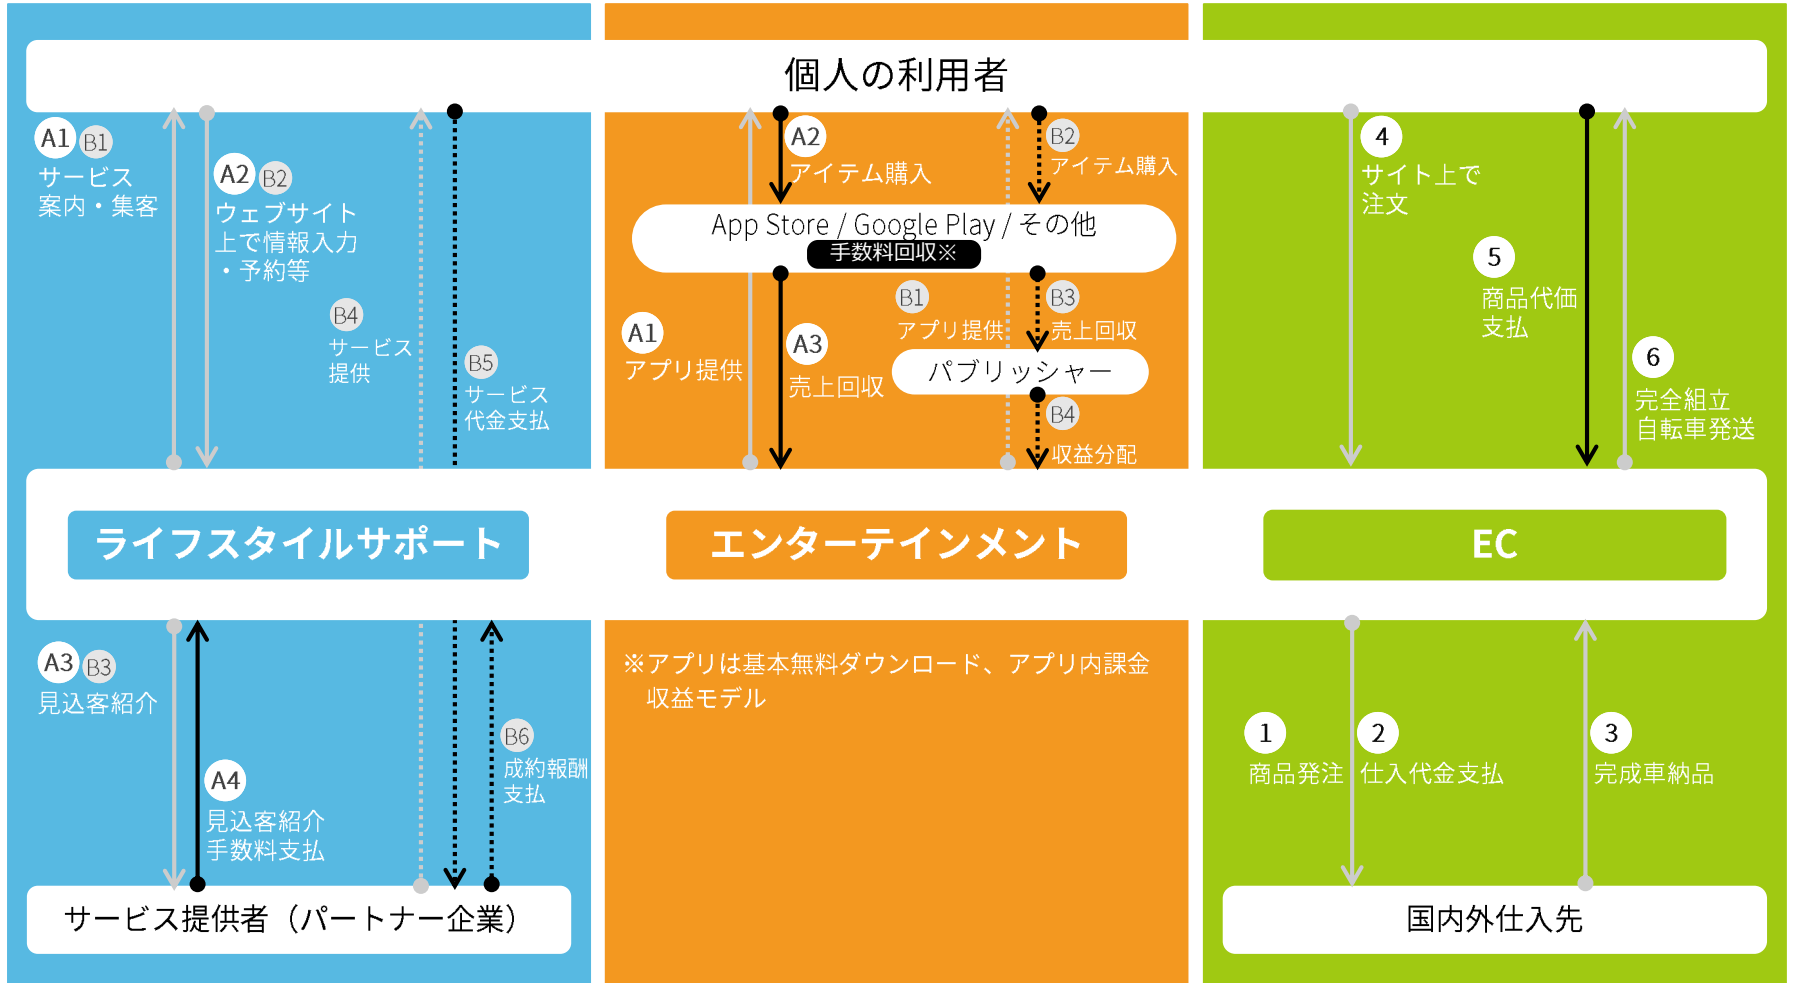 個人の利用者
A1 B1
サービス
案内・集客
A2 B2
ウェブサイト
上で情報入力
・予約等
B4
サービス
提供
B5
サービス
代金支払
A2
アイテム購入
B2
アイテム購入
App Store / Google Play / その他
手数料回収※
A1
アプリ提供
A3
売上回収
B1
アプリ提供
B3
売上回収
パブリッシャー
B4
収益分配
4
サイト上で
注文
5
商品代価
支払
6
完全組立
自転車発送
ライフスタイルサポート
エンターテインメント
EC
A3 B3
見込客紹介
A4
見込客紹介
手数料支払
B6
成約報酬
支払
※アプリは基本無料ダウンロード、アプリ内課金
収益モデル
1
商品発注
2
仕入代金支払
3
完成車納品
サービス提供者（パートナー企業）
国内外仕入先